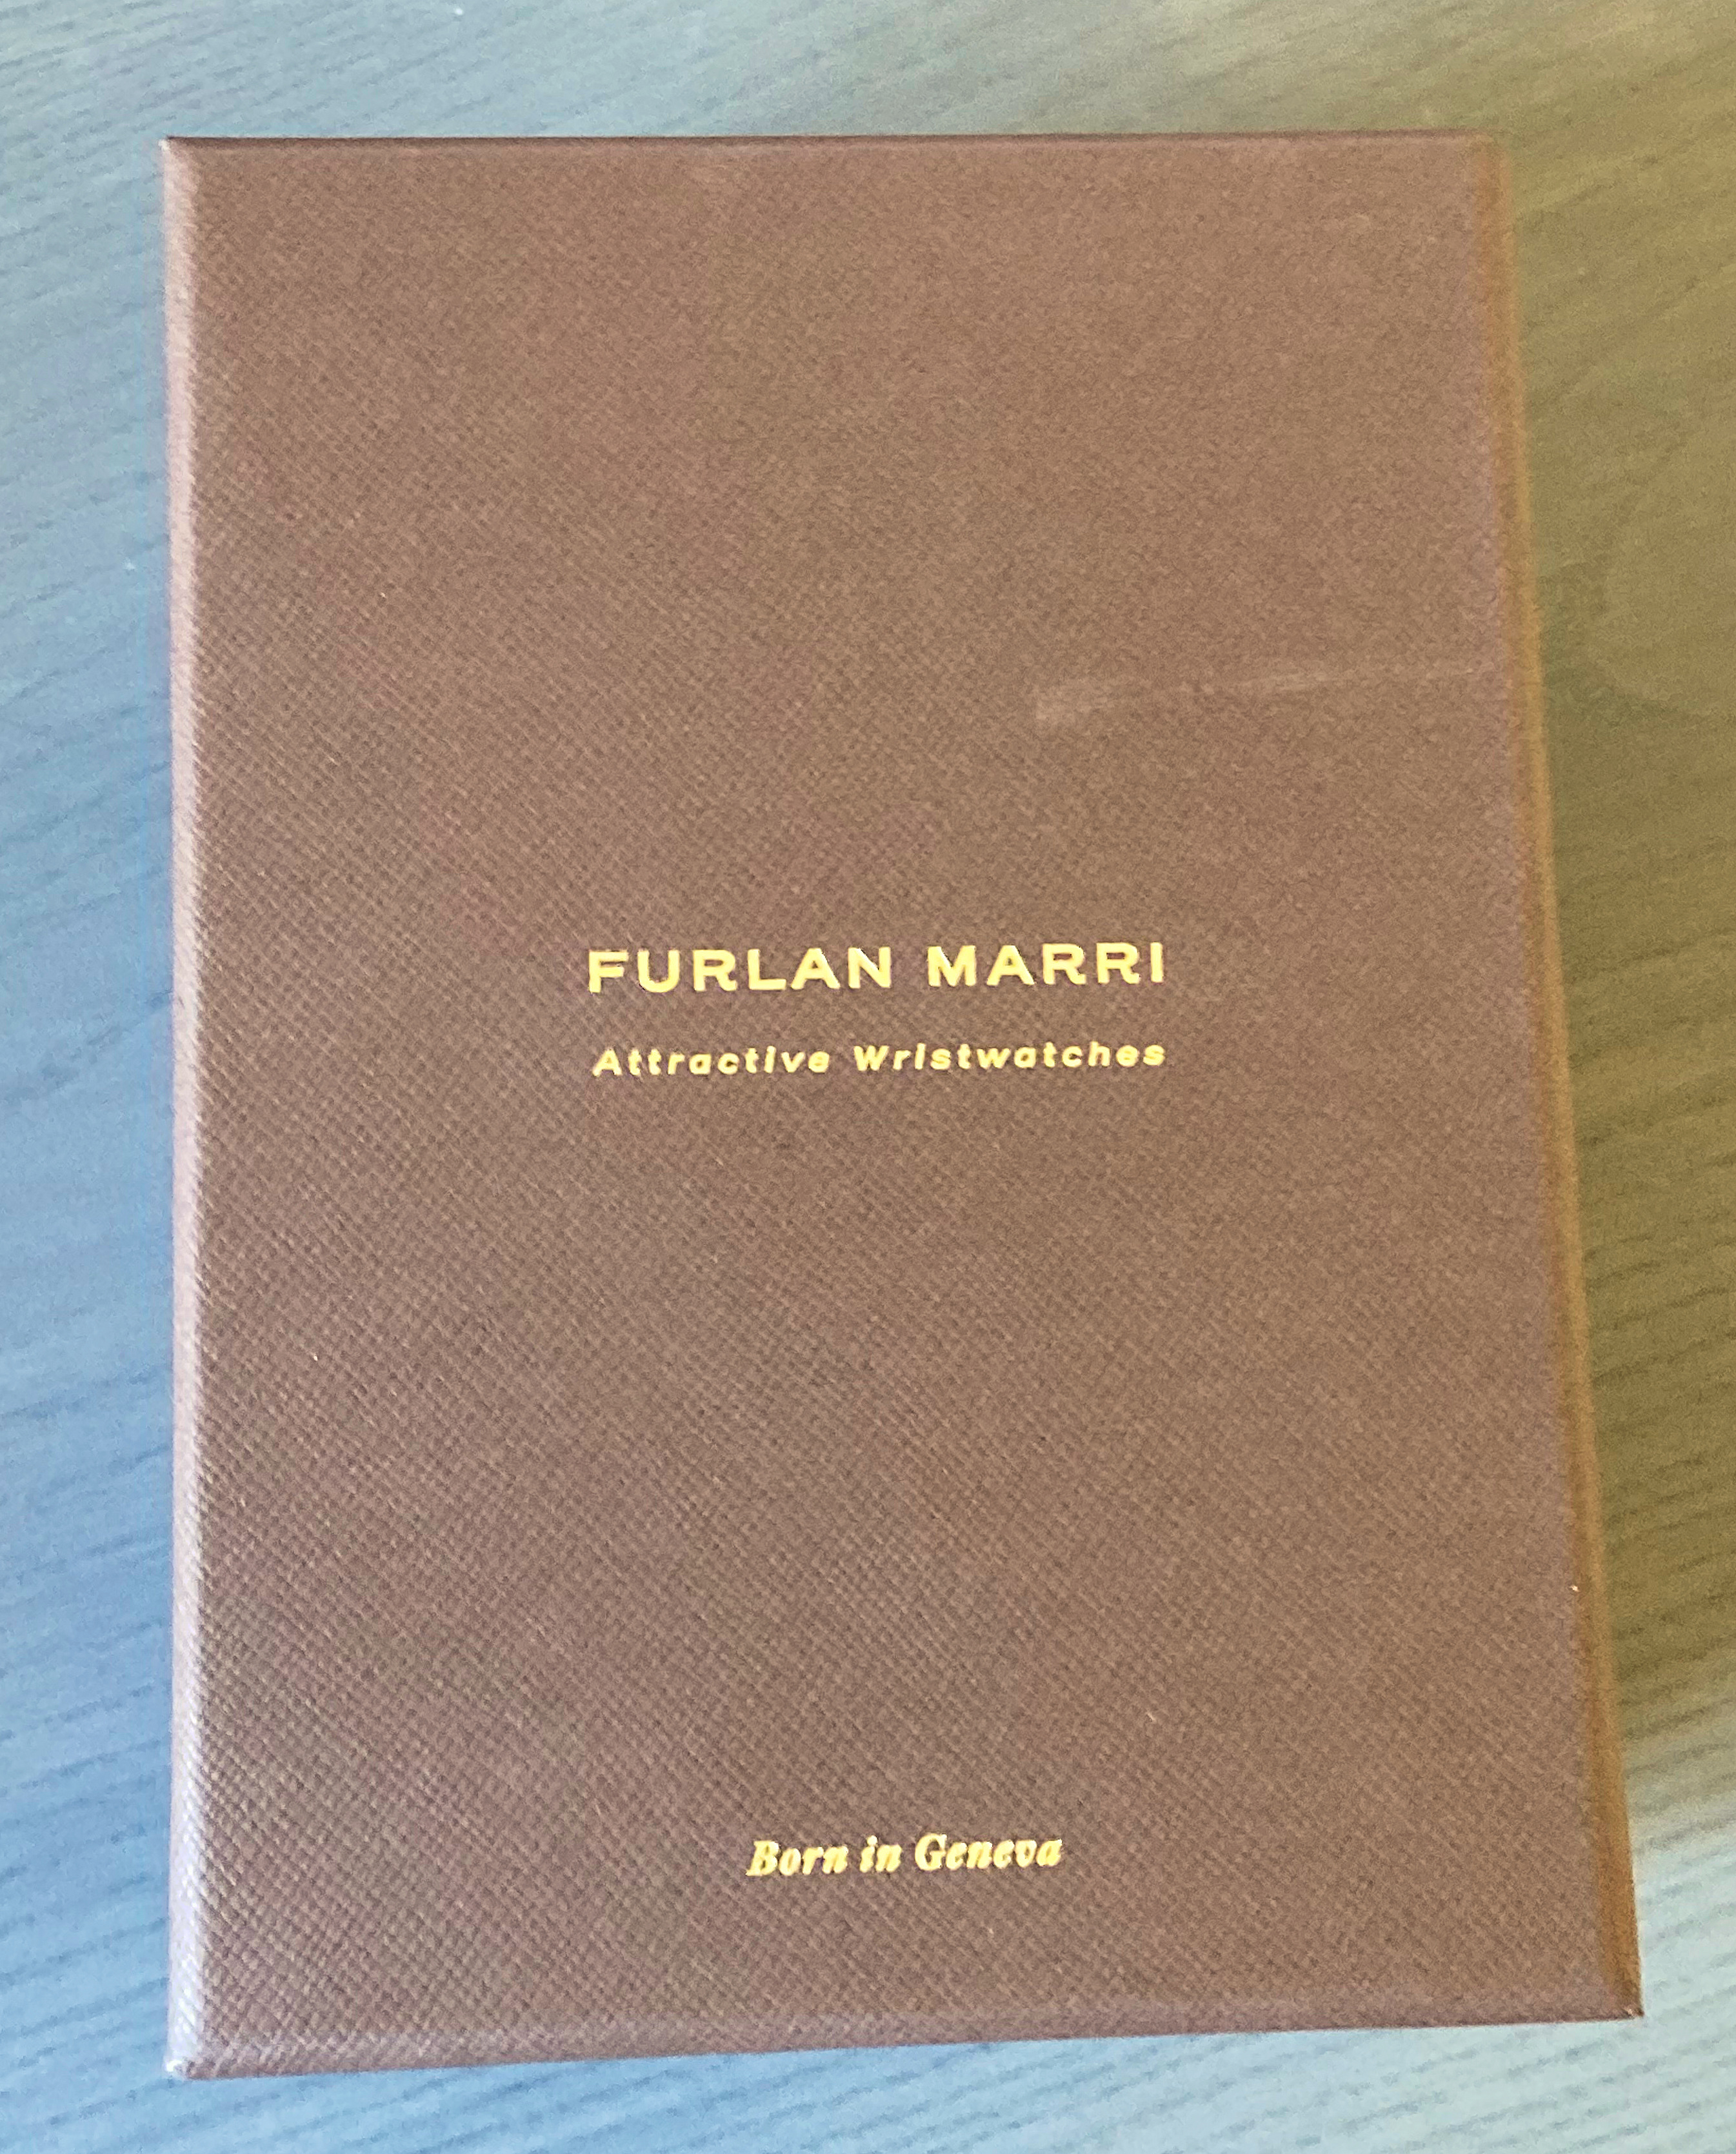 FURLAN MARRI
Attractive Wristwatches
Born in Geneva